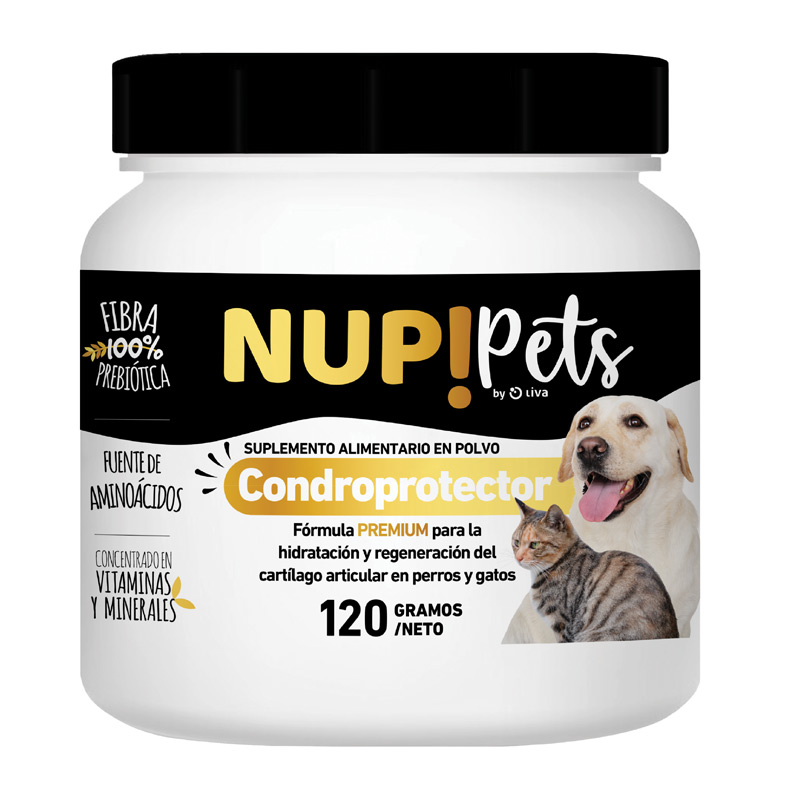 FIBRA
100%
PREBIÓTICA
FUENTE DE
AMINOÁCIDOS
CONCENTRADO EN
VITAMINAS
Y MINERALES
NUP!Pets
by Liva
SUPLEMENTO ALIMENTARIO EN POLVO
Condroprotector
Fórmula PREMIUM para la
hidratación y regeneración del
cartílago articular en perros y gatos
120 GRAMOS
/NETO